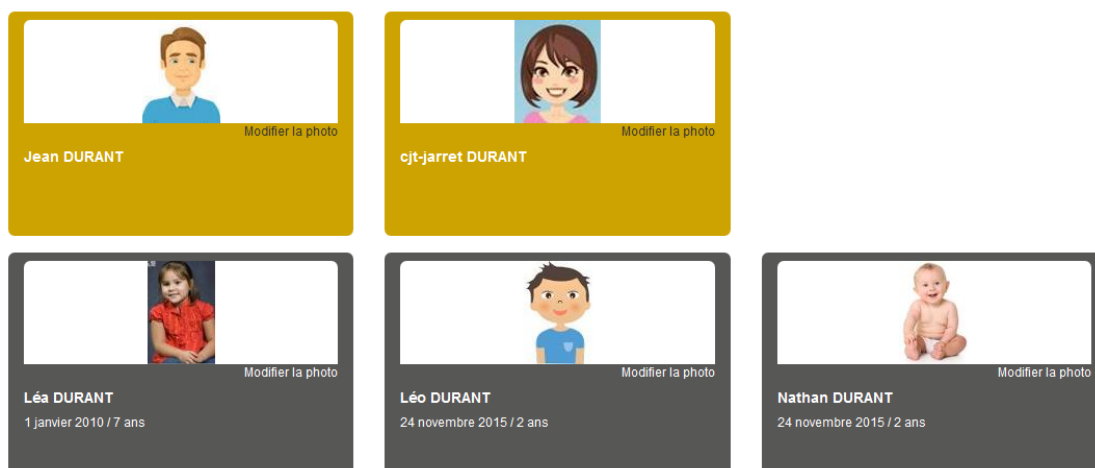 Modifier la photo
Jean DURANT
Modifier la photo
cjt-jarret DURANT
Modifier la photo
Léa DURANT
1 janvier 2010 / 7 ans
Modifier la photo
Léo DURANT
24 novembre 2015 / 2 ans
Modifier la photo
Nathan DURANT
24 novembre 2015 / 2 ans